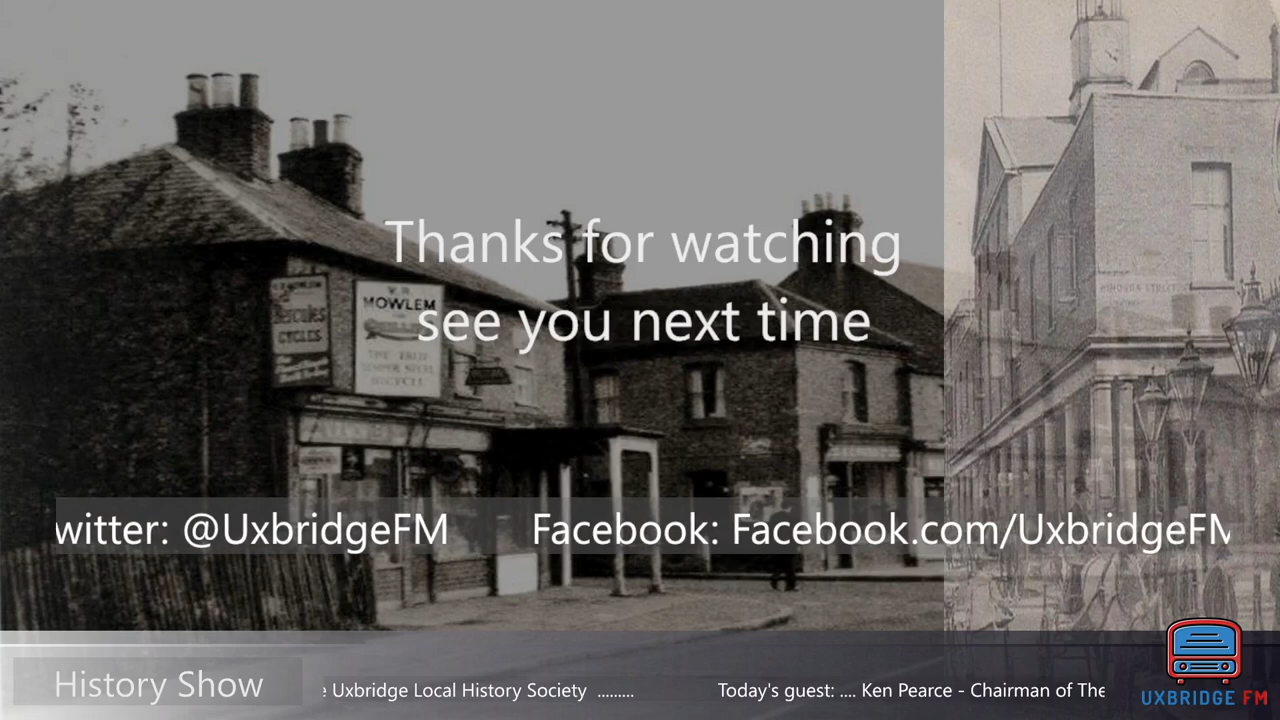 Thanks for watching
see you next time
MOWLEM
CYCLES
witter: @UxbridgeFM Facebook: Facebook.com/UxbridgeFM
History Show
e Uxbridge Local History Society ......... Today's guest: .... Ken Pearce - Chairman of The
UXBRIDGE FM